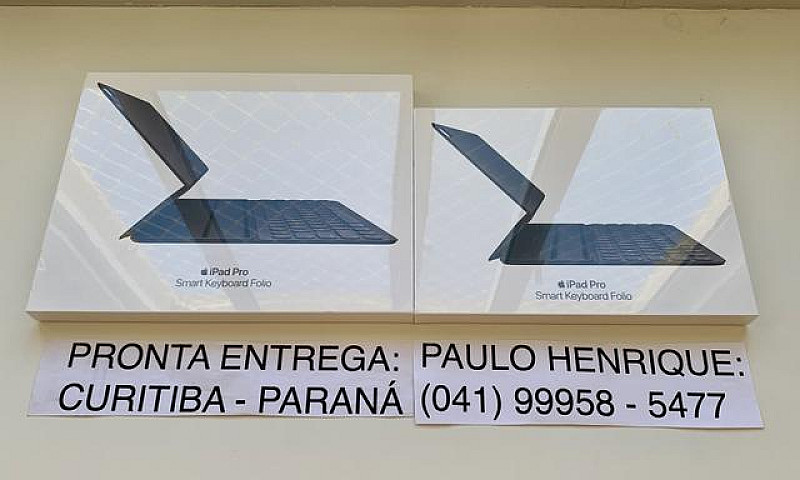 iPad Pro
Smart Keyboard Folio
iPad Pro
Smart Keyboard Folio
PRONTA ENTREGA:
CURITIBA - PARANÁ
PAULO HENRIQUE:
(041) 99958 - 5477